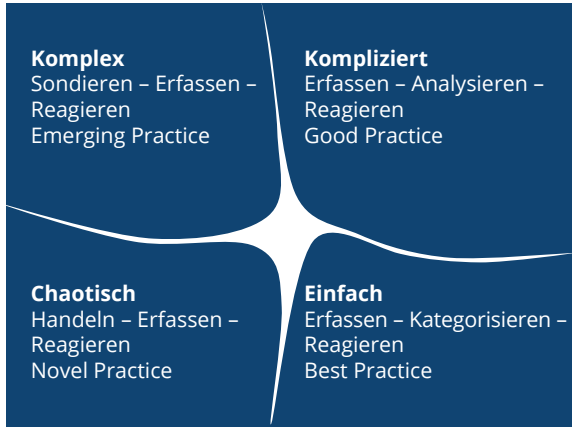 Komplex
Sondieren – Erfassen –
Reagieren
Emerging Practice
Kompliziert
Erfassen – Analysieren –
Reagieren
Good Practice
Chaotisch
Handeln – Erfassen –
Reagieren
Novel Practice
Einfach
Erfassen – Kategorisieren –
Reagieren
Best Practice